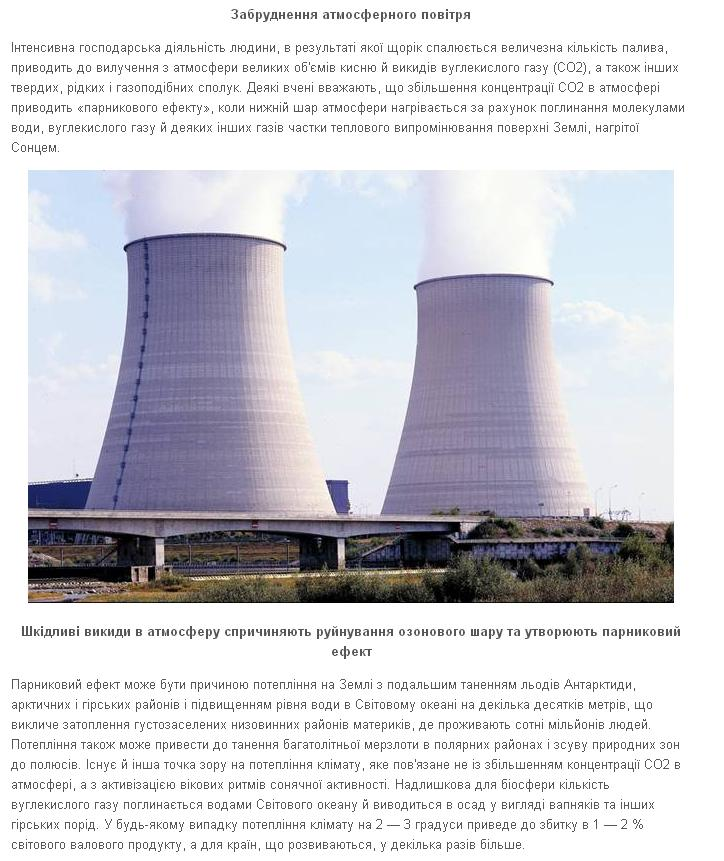 Забруднення атмосферного повітря
Інтенсивна господарська діяльність людини, в результаті якої щорік спалюється величезна кількість палива,
приводить до вилучення з атмосфери великих об'ємів кисню й викидів вуглекислого газу (СО2), а також інших
твердих, рідких і газоподібних сполук. Деякі вчені вважають, що збільшення концентрації СО2 в атмосфері
приводить «парникового ефекту», коли нижній шар атмосфери нагрівається за рахунок поглинання молекулами
води, вуглекислого газу й деяких інших газів частки теплового випромінювання поверхні Землі, нагрітої
Сонцем.
Шкідливі викиди в атмосферу спричиняють руйнування озонового шару та утворюють парниковий
ефект
Парниковий ефект може бути причиною потепління на Землі з подальшим таненням льодів Антарктиди,
арктичних і гірських районів і підвищенням рівня води в Світовому океані на декілька десятків метрів, що
викличе затоплення густозаселених низовинних районів материків, де проживають сотні мільйонів людей.
Потепління також може привести до танення багатолітньої мерзлоти в полярних районах і зсуву природних зон
до полюсів. Існує й інша точка зору на потепління клімату, яке пов'язане не із збільшенням концентрації СО2 в
атмосфері, а з активізацією вікових ритмів сонячної активності. Надлишкова для біосфери кількість
вуглекислого газу поглинається водами Світового океану й виводиться в осад у вигляді вапняків та інших
гірських порід. У будь-якому випадку потепління клімату на 2 — 3 градуси приведе до збитку в 1 — 2 %
світового валового продукту, а для країн, що розвиваються, у декілька разів більше.